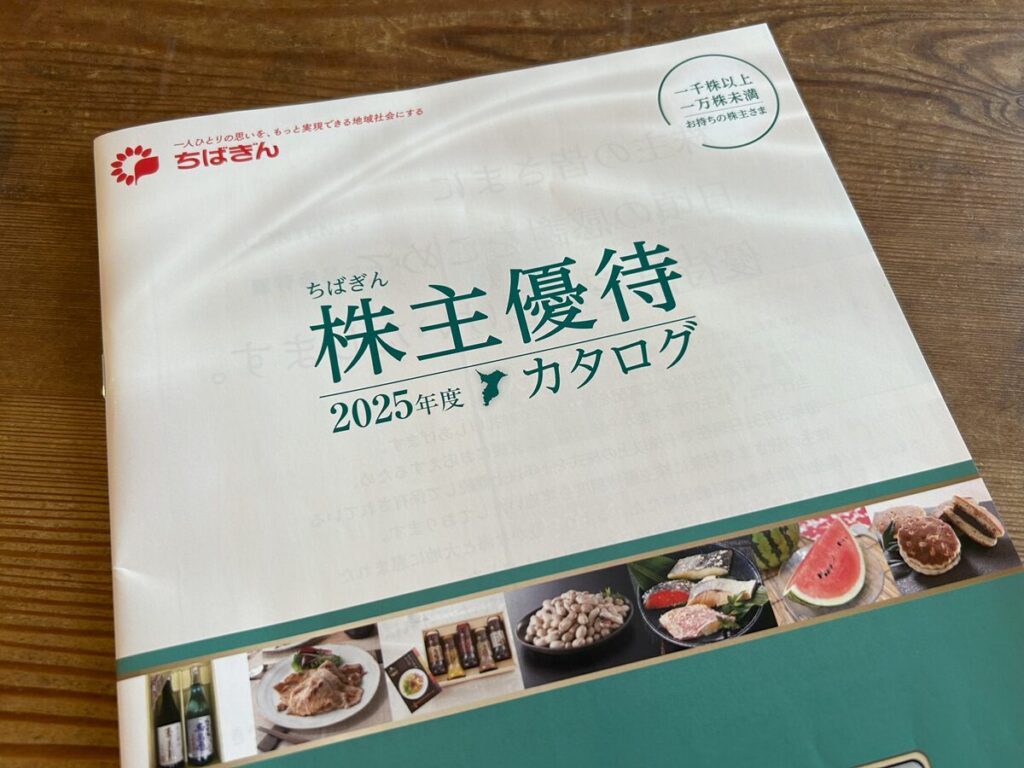 一人ひとりの思いを、もっと実現できる地域社会にする
ちばぎん
一千株以上
一万株未満
お持ちの株主さま
ちばぎん
株主優待
2025年度 カタログ